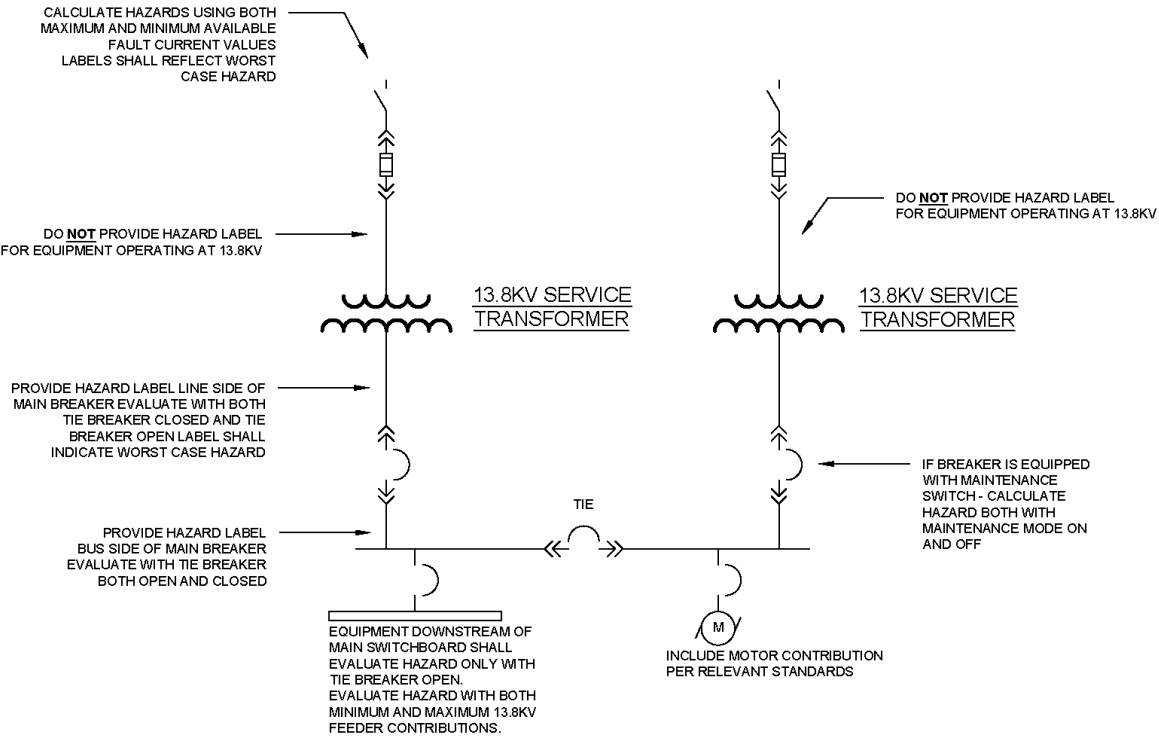 CALCULATE HAZARDS USING BOTH
MAXIMUM AND MINIMUM AVAILABLE
FAULT CURRENT VALUES
LABELS SHALL REFLECT WORST
CASE HAZARD
DO NOT PROVIDE HAZARD LABEL
FOR EQUIPMENT OPERATING AT 13.8KV
DO NOT PROVIDE HAZARD LABEL
FOR EQUIPMENT OPERATING AT 13.8KV
13.8KV SERVICE
TRANSFORMER
13.8KV SERVICE
TRANSFORMER
PROVIDE HAZARD LABEL LINE SIDE OF
MAIN BREAKER EVALUATE WITH BOTH
TIE BREAKER CLOSED AND TIE
BREAKER OPEN LABEL SHALL
INDICATE WORST CASE HAZARD
IF BREAKER IS EQUIPPED
WITH MAINTENANCE
SWITCH - CALCULATE
HAZARD BOTH WITH
MAINTENANCE MODE ON
AND OFF
TIE
PROVIDE HAZARD LABEL
BUS SIDE OF MAIN BREAKER
EVALUATE WITH TIE BREAKER
BOTH OPEN AND CLOSED
EQUIPMENT DOWNSTREAM OF
MAIN SWITCHBOARD SHALL
EVALUATE HAZARD ONLY WITH
TIE BREAKER OPEN.
EVALUATE HAZARD WITH BOTH
MINIMUM AND MAXIMUM 13.8KV
FEEDER CONTRIBUTIONS.
M
INCLUDE MOTOR CONTRIBUTION
PER RELEVANT STANDARDS